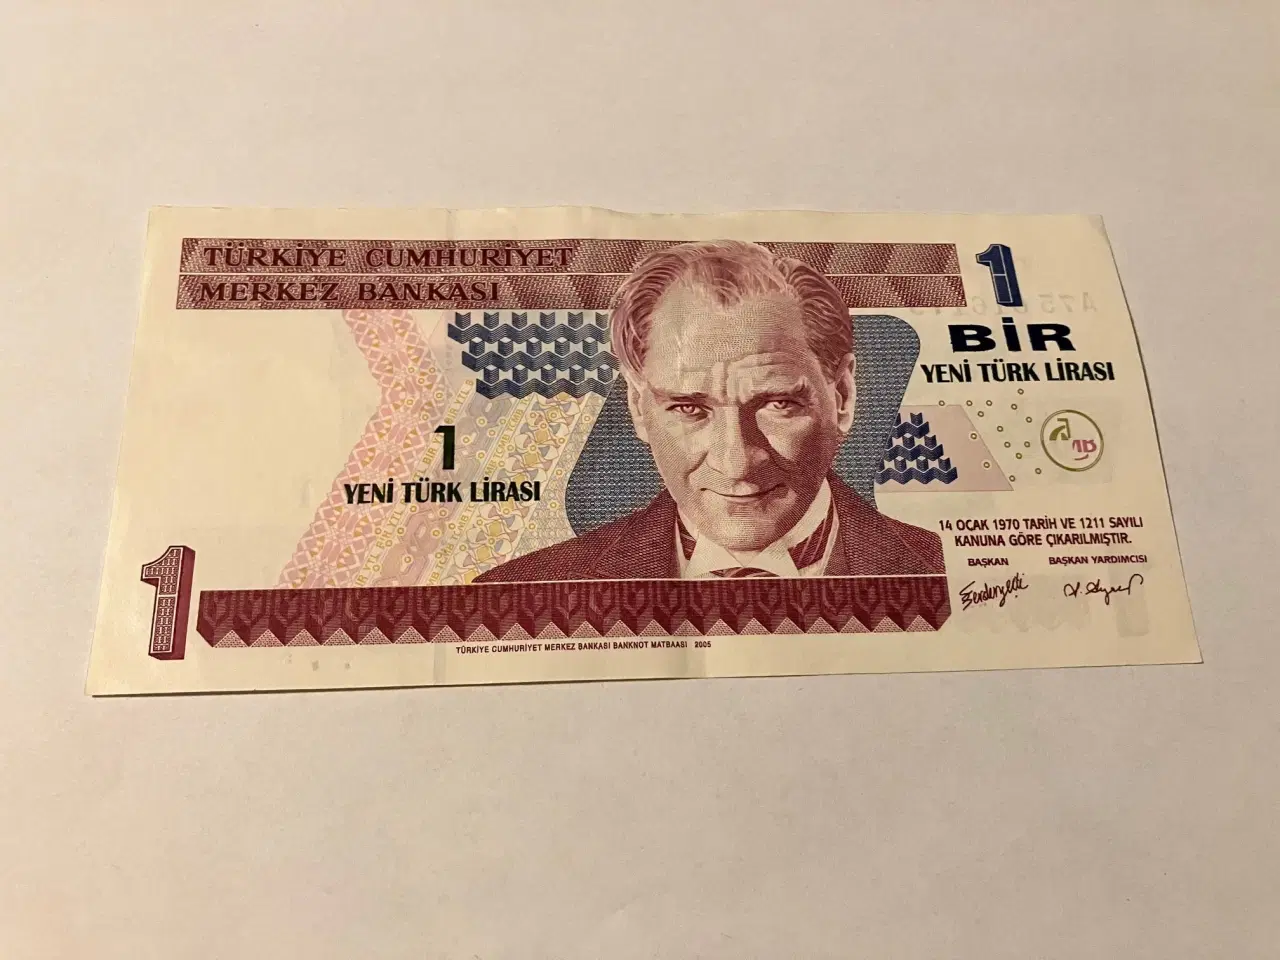 TÜRKİYE CUMHURİYET
MERKEZ BANKASI
1
BİR
YENİ TÜRK LİRASI
1
YENİ TÜRK LİRASI
14 OCAK 1970 TARİH VE 1211 SAYILI
KANUNA GÖRE ÇIKARILMIŞTIR.
BAŞKAN BAŞKAN YARDIMCISI
1
TÜRKİYE CUMHURİYET MERKEZ BANKASI BANKNOT MATBAASI 2005